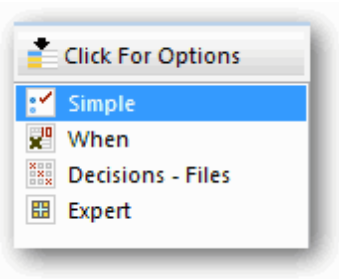 Click For Options
Simple
When
Decisions - Files
Expert